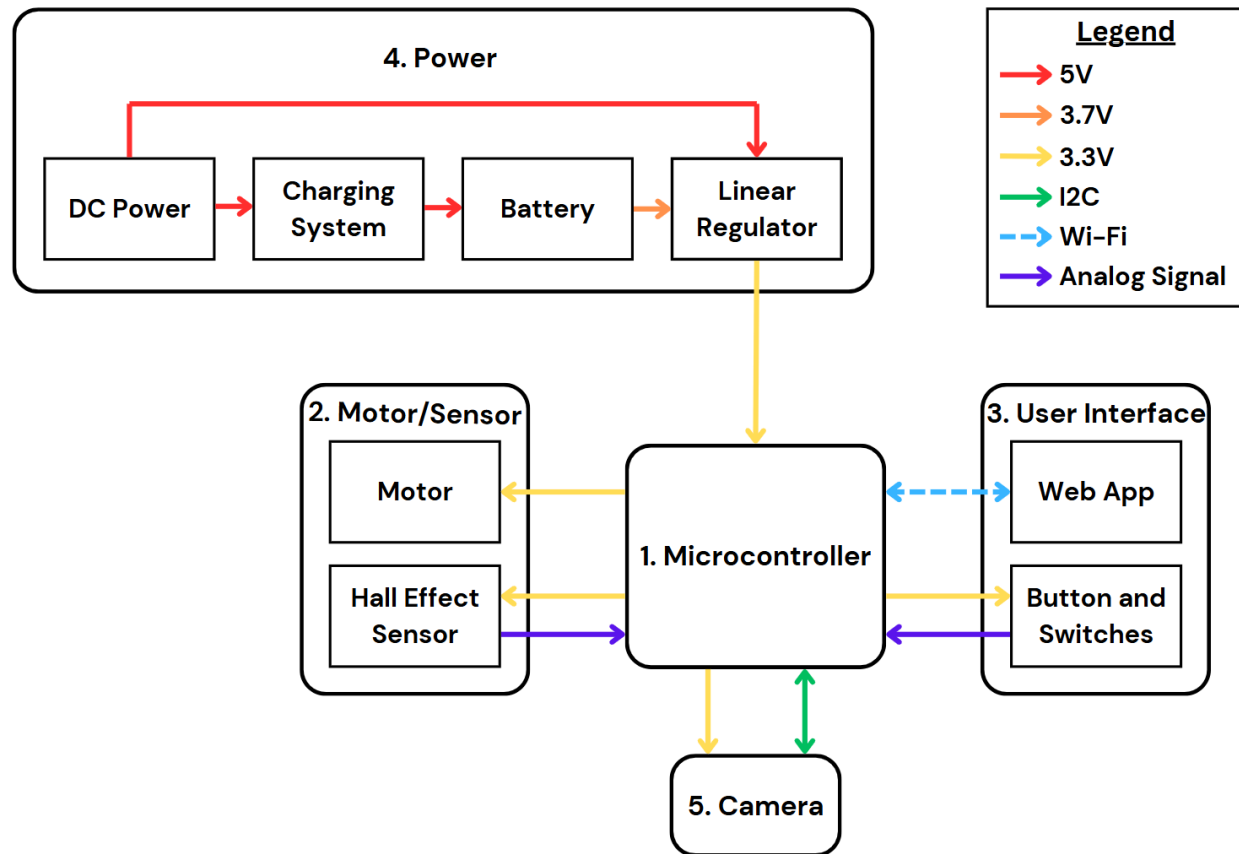 4. Power
DC Power
Charging
System
Battery
Linear
Regulator
Legend
5V
3.7V
3.3V
I2C
Wi-Fi
Analog Signal
2. Motor/Sensor
Motor
Hall Effect
Sensor
1. Microcontroller
3. User Interface
Web App
Button and
Switches
5. Camera